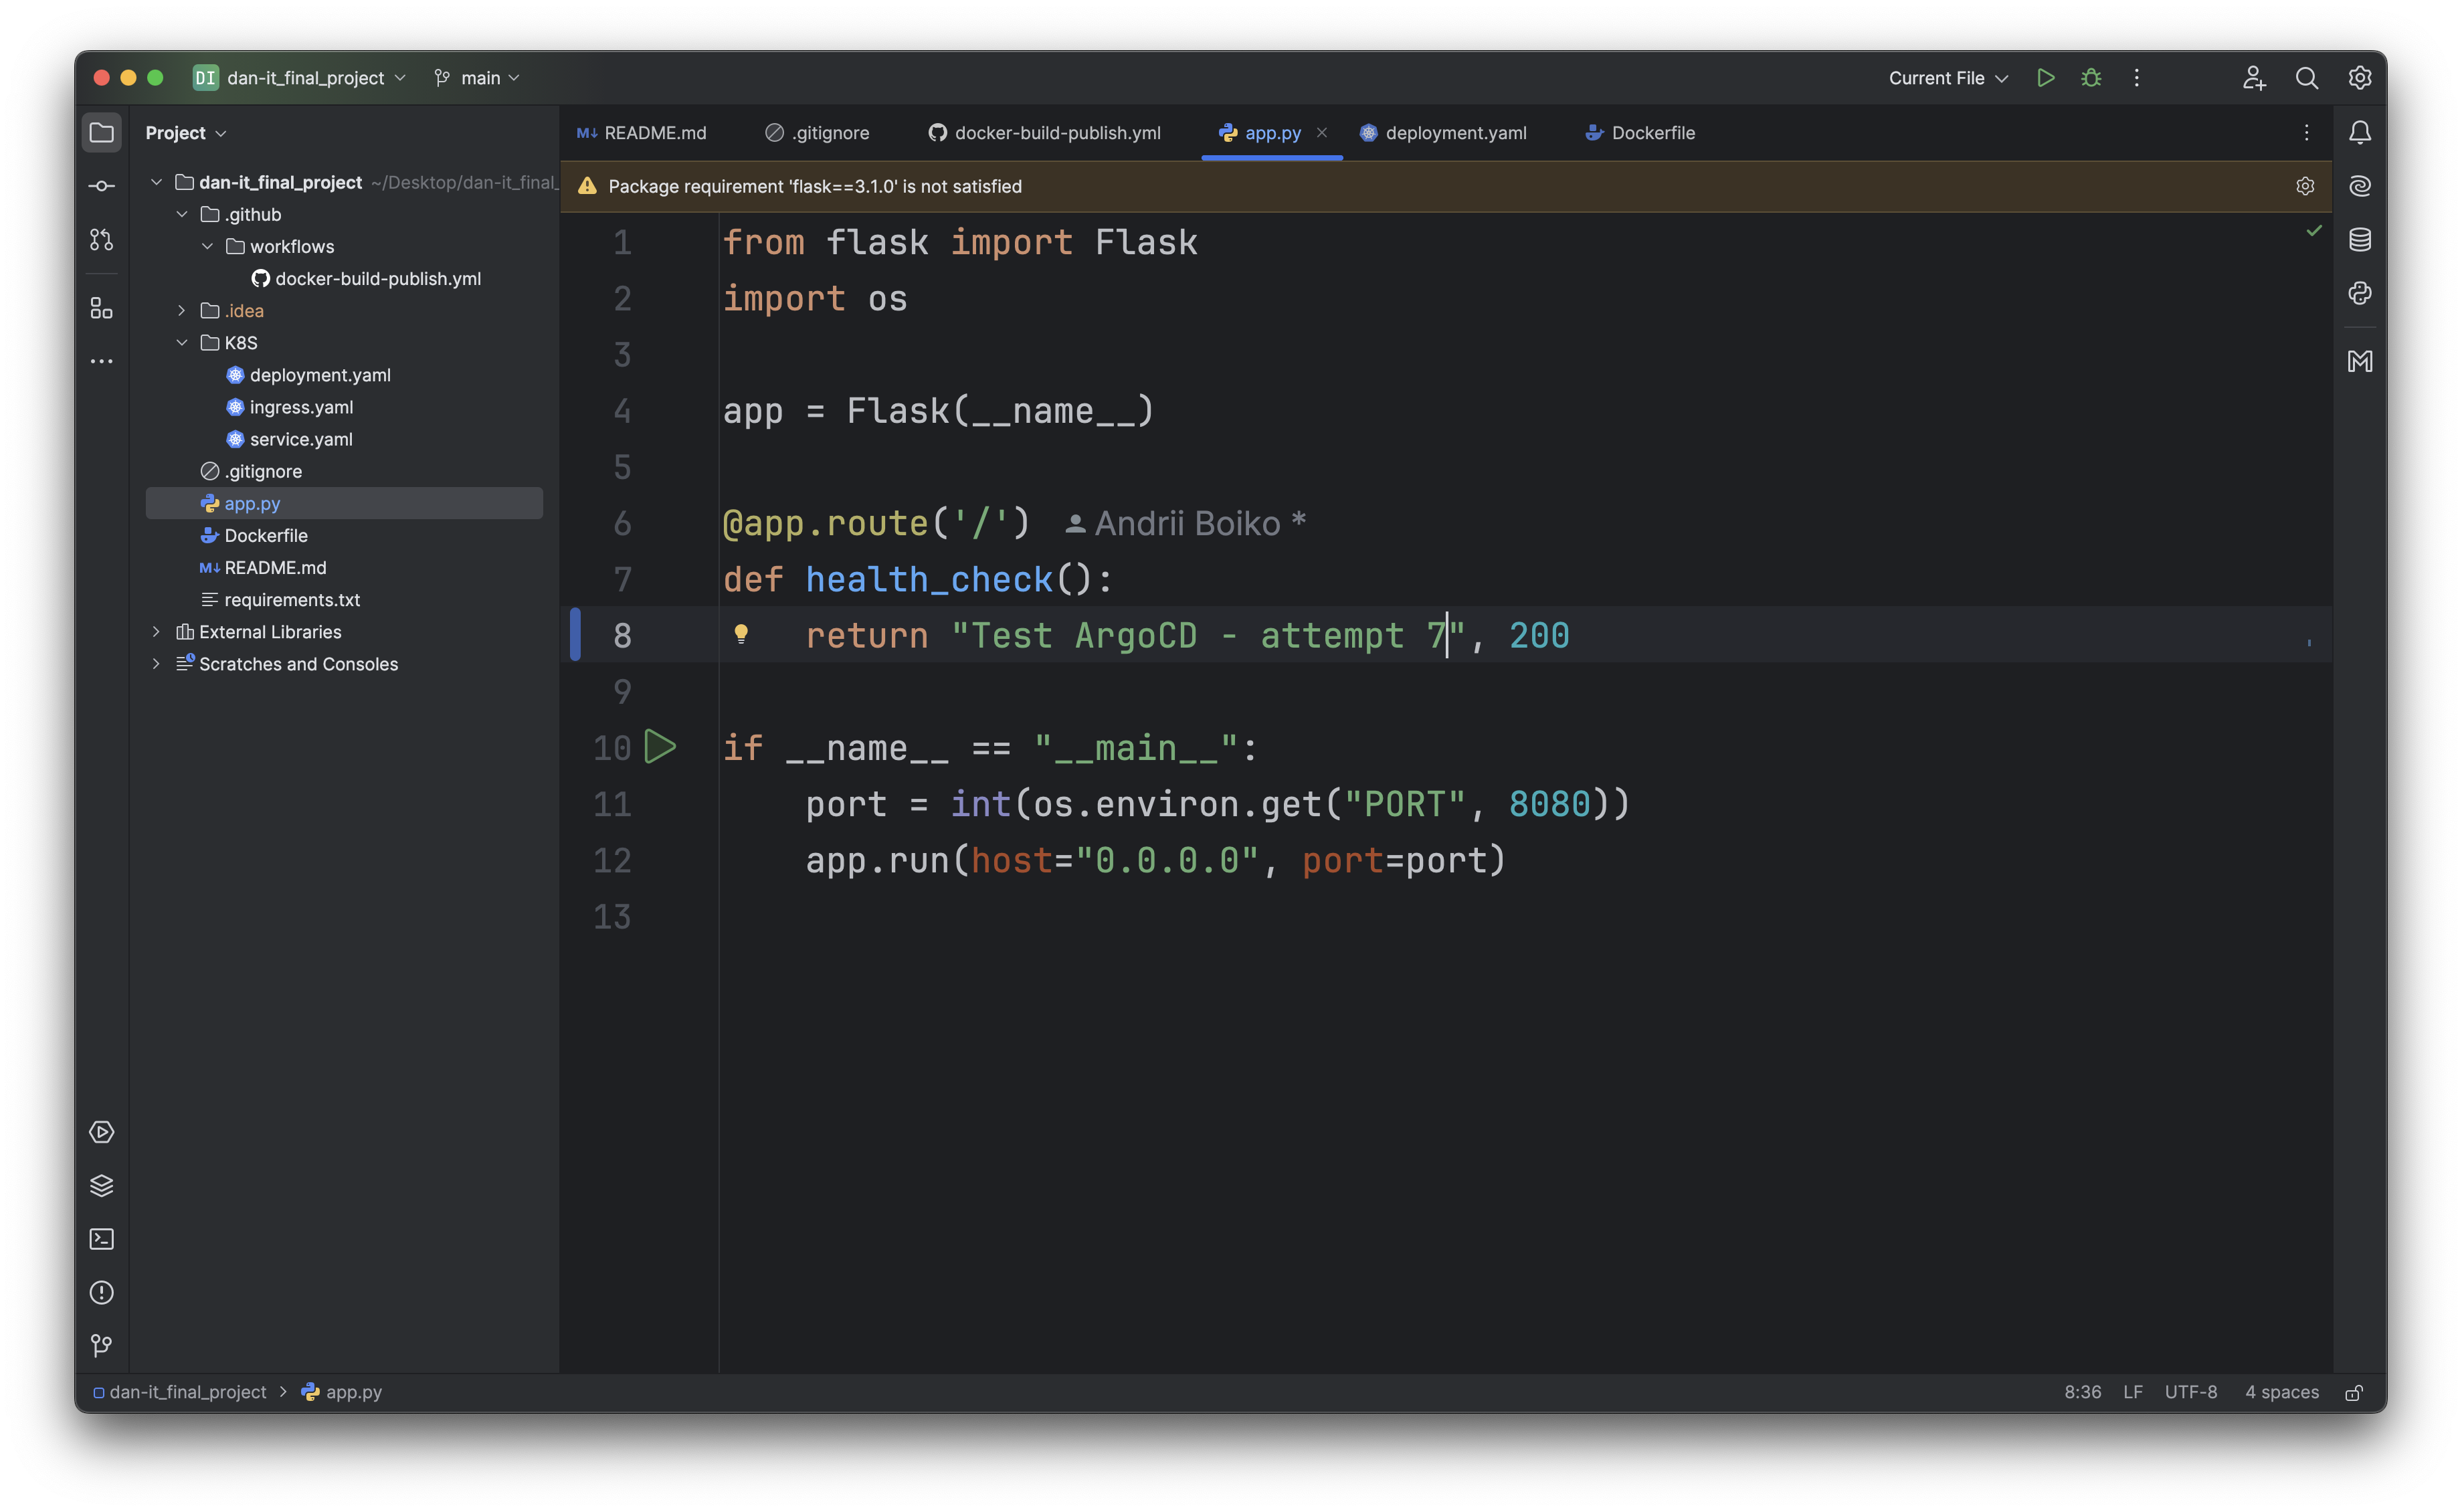 DI dan-it_final_project main Current File
Project
README.md .gitignore docker-build-publish.yml app.py deployment.yaml Dockerfile
Package requirement 'flask==3.1.0' is not satisfied
dan-it_final_project ~/Desktop/dan-it_final_
.github
workflows
docker-build-publish.yml
.idea
K8S
deployment.yaml
ingress.yaml
service.yaml
.gitignore
app.py
Dockerfile
README.md
requirements.txt
External Libraries
Scratches and Consoles
1 from flask import Flask
2 import os
3
4 app = Flask(__name__)
5
6 @app.route('/') Andrii Boiko *
7 def health_check():
8 return "Test ArgoCD - attempt 7", 200
9
10 if __name__ == "__main__":
11 port = int(os.environ.get("PORT", 8080))
12 app.run(host="0.0.0.0", port=port)
13
dan-it_final_project > app.py
8:36 LF UTF-8 4 spaces